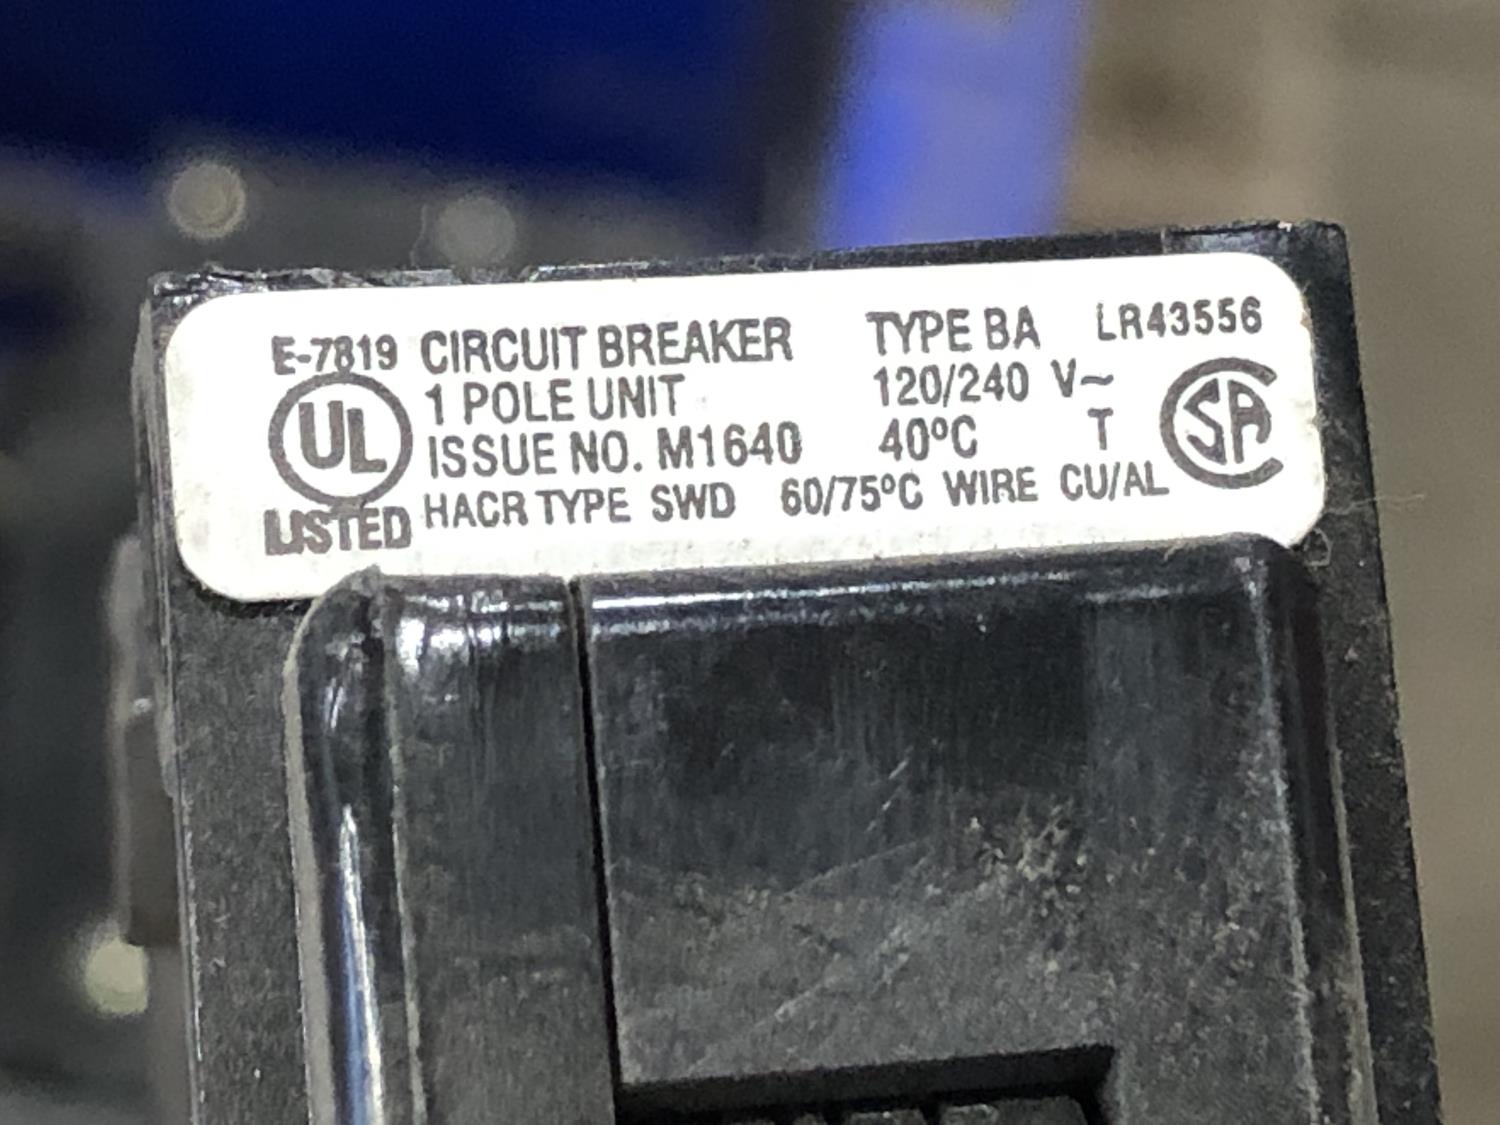 E-7819 CIRCUIT BREAKER TYPE BA LR43556
UL 1 POLE UNIT 120/240 V~ SA
ISSUE NO. M1640 40°C T
LISTED HACR TYPE SWD 60/75°C WIRE CU/AL